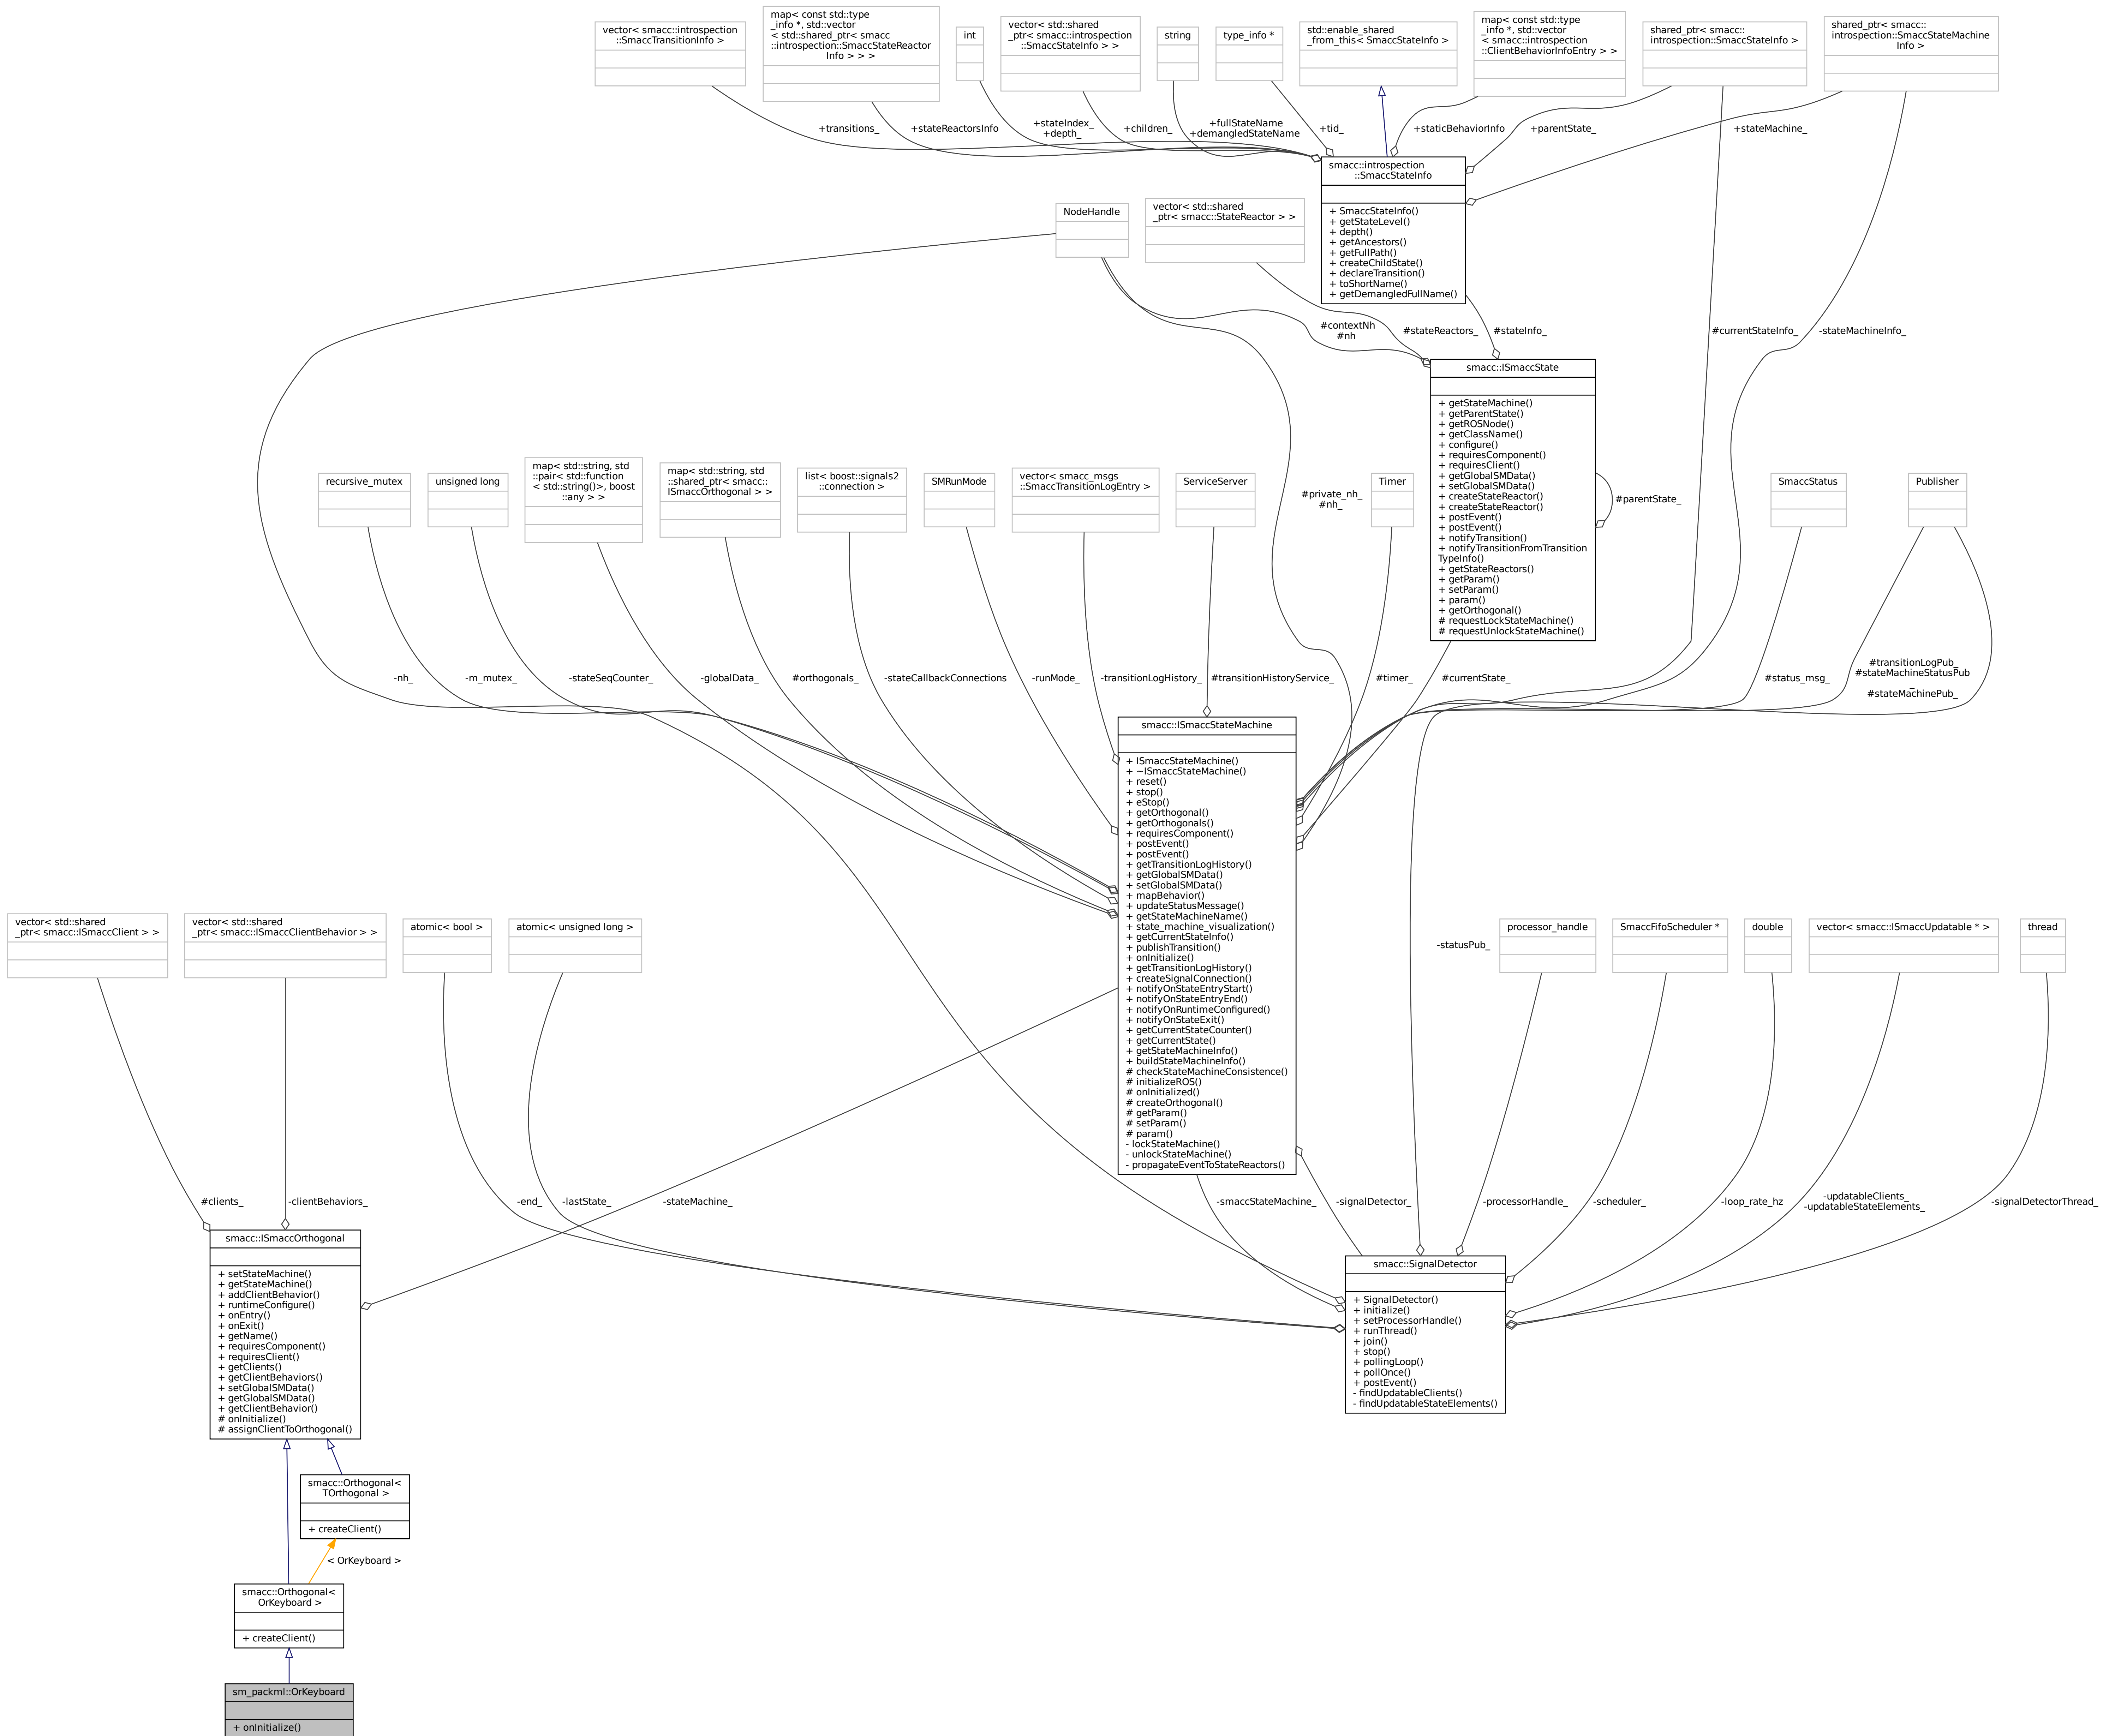 vector< smacc::introspection
::SmaccTransitionInfo >
map< const std::type
_info *, std::vector
< std::shared_ptr< smacc
::introspection::SmaccStateReactor
Info > > >
int
vector< std::shared
_ptr< smacc::introspection
::SmaccStateInfo > >
string
type_info *
std::enable_shared
_from_this< SmaccStateInfo >
map< const std::type
_info *, std::vector
< smacc::introspection
::ClientBehaviorInfoEntry > >
shared_ptr< smacc::
introspection::SmaccStateInfo >
shared_ptr< smacc::
introspection::SmaccStateMachine
Info >
+transitions_
+stateReactorsInfo
+stateIndex_
+depth_
+children_
+fullStateName
+demangledStateName
+tid_
+staticBehaviorInfo
+parentState_
+stateMachine_
smacc::introspection
::SmaccStateInfo
+ SmaccStateInfo()
+ getStateLevel()
+ depth()
+ getAncestors()
+ getFullPath()
+ createChildState()
+ declareTransition()
+ toShortName()
+ getDemangledFullName()
NodeHandle
vector< std::shared
_ptr< smacc::StateReactor > >
#contextNh
#nh
#stateReactors_
#stateInfo_
#currentStateInfo_
-stateMachineInfo_
smacc::ISmaccState
+ getStateMachine()
+ getParentState()
+ getROSNode()
+ getClassName()
+ configure()
+ requiresComponent()
+ requiresClient()
+ getGlobalSMData()
+ setGlobalSMData()
+ createStateReactor()
+ createStateReactor()
+ postEvent()
+ postEvent()
+ notifyTransition()
+ notifyTransitionFromTransition
TypeInfo()
+ getStateReactors()
+ getParam()
+ setParam()
+ param()
+ getOrthogonal()
# requestLockStateMachine()
# requestUnlockStateMachine()
#parentState_
recursive_mutex
unsigned long
map< std::string, std
::pair< std::function
< std::string()>, boost
::any > >
map< std::string, std
::shared_ptr< smacc::
ISmaccOrthogonal > >
list< boost::signals2
::connection >
SMRunMode
vector< smacc_msgs
::SmaccTransitionLogEntry >
ServiceServer
#private_nh_
#nh_
Timer
SmaccStatus
Publisher
-nh_
-m_mutex_
-stateSeqCounter_
-globalData_
#orthogonals_
-stateCallbackConnections
-runMode_
-transitionLogHistory_
#transitionHistoryService_
#timer_
#currentState_
#status_msg_
#transitionLogPub_
#stateMachineStatusPub
_
#stateMachinePub_
smacc::ISmaccStateMachine
+ ISmaccStateMachine()
+ ~ISmaccStateMachine()
+ reset()
+ stop()
+ eStop()
+ getOrthogonal()
+ getOrthogonals()
+ requiresComponent()
+ postEvent()
+ postEvent()
+ getTransitionLogHistory()
+ getGlobalSMData()
+ setGlobalSMData()
+ mapBehavior()
+ updateStatusMessage()
+ getStateMachineName()
+ state_machine_visualization()
+ getCurrentStateInfo()
+ publishTransition()
+ onInitialize()
+ getTransitionLogHistory()
+ createSignalConnection()
+ notifyOnStateEntryStart()
+ notifyOnStateEntryEnd()
+ notifyOnRuntimeConfigured()
+ notifyOnStateExit()
+ getCurrentStateCounter()
+ getCurrentState()
+ getStateMachineInfo()
+ buildStateMachineInfo()
# checkStateMachineConsistence()
# initializeROS()
# onInitialized()
# createOrthogonal()
# getParam()
# setParam()
# param()
- lockStateMachine()
- unlockStateMachine()
- propagateEventToStateReactors()
vector< std::shared
_ptr< smacc::ISmaccClient > >
vector< std::shared
_ptr< smacc::ISmaccClientBehavior > >
atomic< bool >
atomic< unsigned long >
-statusPub_
processor_handle
SmaccFifoScheduler *
double
vector< smacc::ISmaccUpdatable * >
thread
#clients_
-clientBehaviors_
-end_
-lastState_
-stateMachine_
-smaccStateMachine_
-signalDetector_
-processorHandle_
-scheduler_
-loop_rate_hz
-updatableClients_
-updatableStateElements_
-signalDetectorThread_
smacc::ISmaccOrthogonal
+ setStateMachine()
+ getStateMachine()
+ addClientBehavior()
+ runtimeConfigure()
+ onEntry()
+ onExit()
+ getName()
+ requiresComponent()
+ requiresClient()
+ getClients()
+ getClientBehaviors()
+ setGlobalSMData()
+ getGlobalSMData()
+ getClientBehavior()
# onInitialize()
# assignClientToOrthogonal()
smacc::SignalDetector
+ SignalDetector()
+ initialize()
+ setProcessorHandle()
+ runThread()
+ join()
+ stop()
+ pollingLoop()
+ pollOnce()
+ postEvent()
- findUpdatableClients()
- findUpdatableStateElements()
smacc::Orthogonal<
TOrthogonal >
+ createClient()
< OrKeyboard >
smacc::Orthogonal<
OrKeyboard >
+ createClient()
sm_packml::OrKeyboard
+ onInitialize()